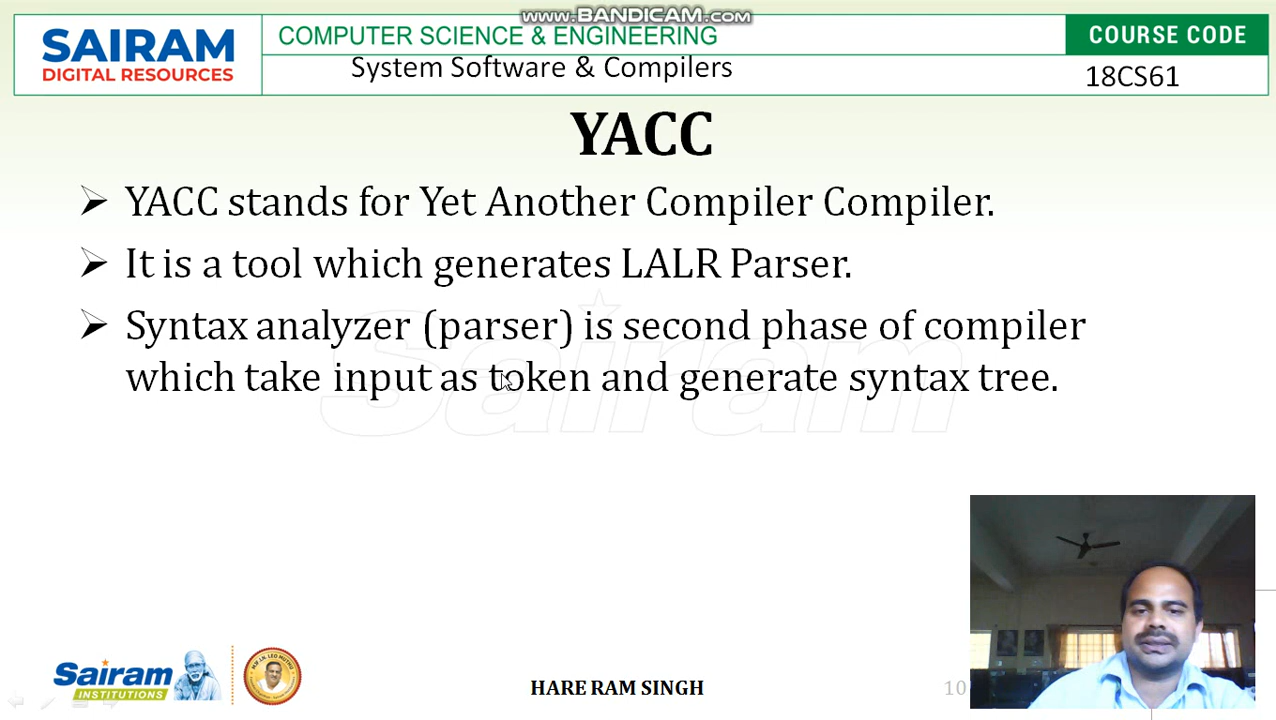 www.BANDICAM.com
SAIRAM
DIGITAL RESOURCES
COMPUTER SCIENCE & ENGINEERING
System Software & Compilers
COURSE CODE
18CS61
YACC
YACC stands for Yet Another Compiler Compiler.
It is a tool which generates LALR Parser.
Syntax analyzer (parser) is second phase of compiler
which take input as token and generate syntax tree.
Sairam
Sairam
INSTITUTIONS
HARE RAM SINGH
10